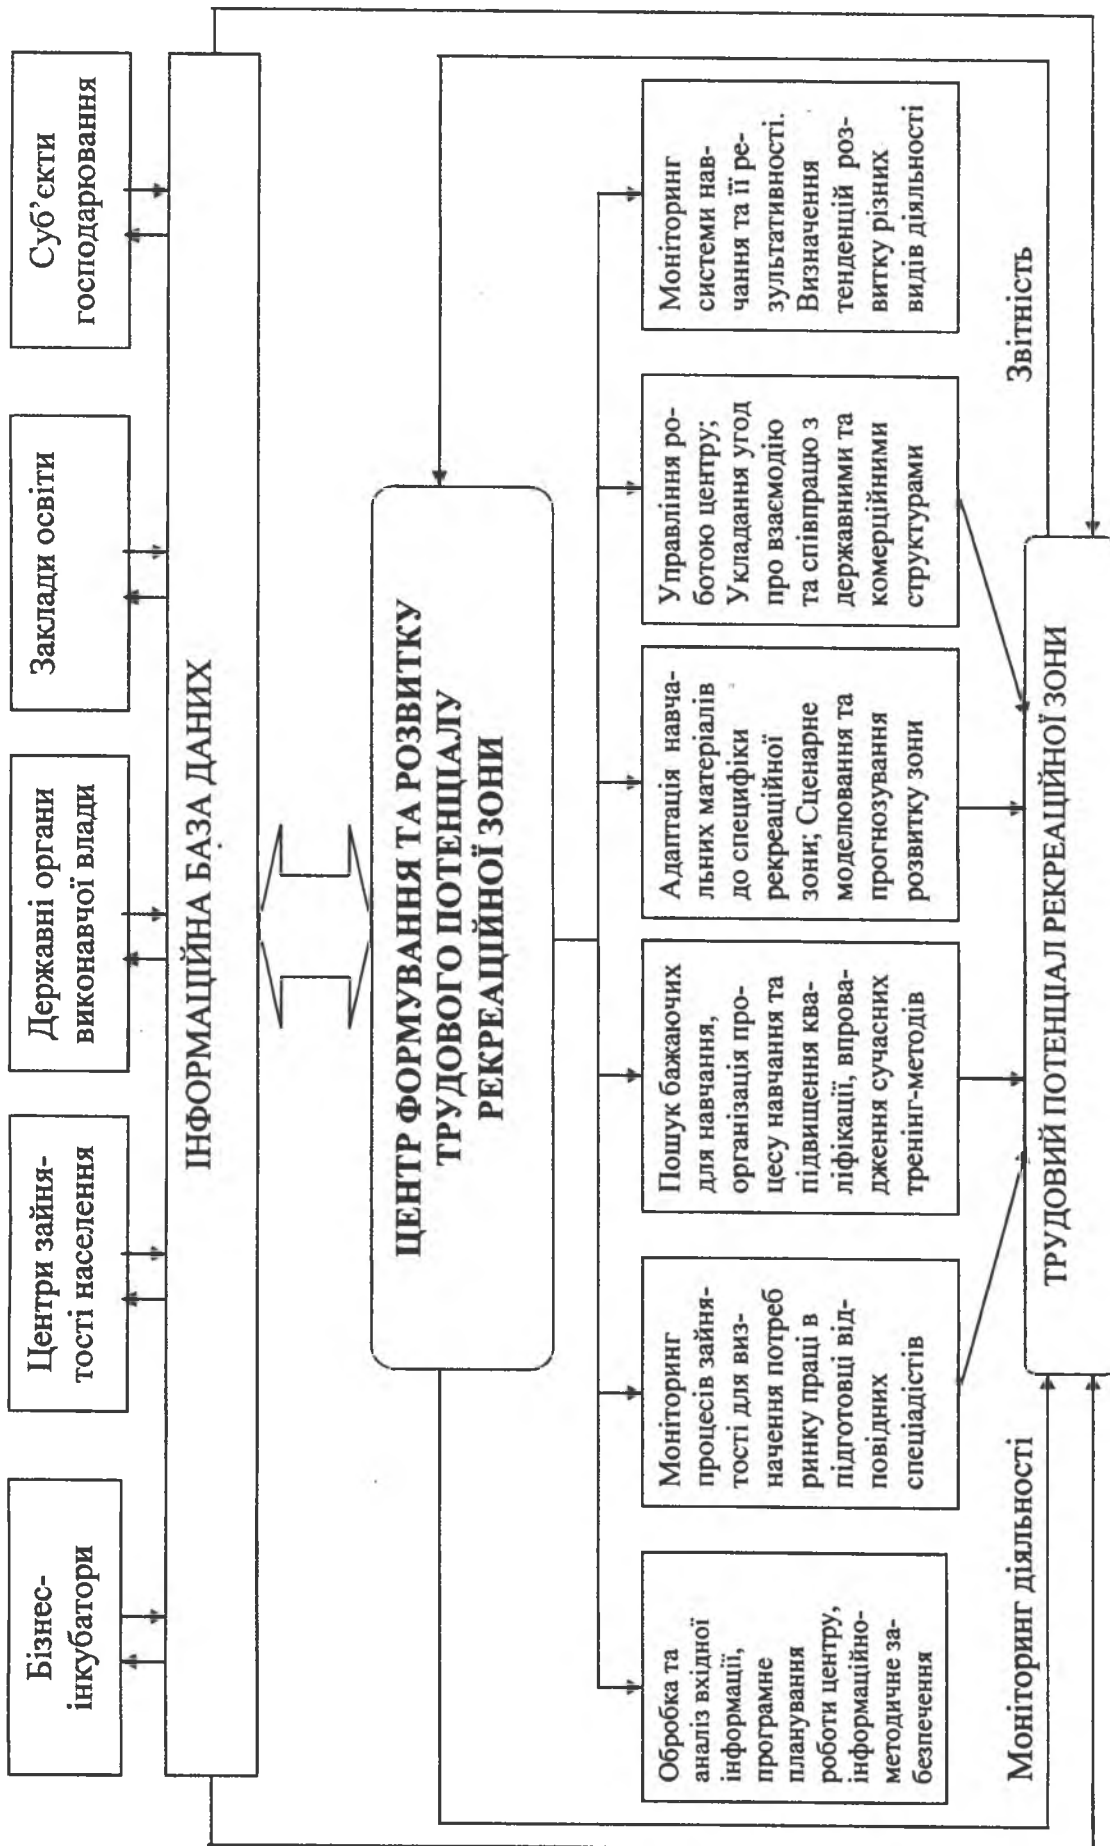 Бізнес-
інкубатори
Центри зайня-
тості населення
Державні органи
виконавчої влади
Заклади освіти
Суб’єкти
господарювання
ІНФОРМАЦІЙНА БАЗА ДАНИХ
ЦЕНТР ФОРМУВАННЯ ТА РОЗВИТКУ
ТРУДОВОГО ПОТЕНЦІАЛУ
РЕКРЕАЦІЙНОЇ ЗОНИ
Обробка та
аналіз вхідної
інформації,
програмне
планування
роботи центру,
інформаційно-
методичне за-
безпечення
Моніторинг
процесів зайня-
тості для виз-
начення потреб
ринку праці в
підготовці від-
повідних
спеціадістів
Пошук бажаючих
для навчання,
організація про-
цесу навчання та
підвищення ква-
ліфікації, впрова-
дження сучасних
тренінг-методів
Адаптація навча-
льних матеріалів
до специфіки
рекреаційної
зони; Сценарне
моделювання та
прогнозування
розвитку зони
Управління ро-
ботою центру;
Укладання угод
про взаємодію
та співпрацю з
державними та
комерційними
структурами
Моніторинг
системи нав-
чання та її ре-
зультативності.
Визначення
тенденцій роз-
витку різних
видів діяльності
Моніторинг діяльності
Звітність
ТРУДОВИЙ ПОТЕНЦІАЛ РЕКРЕАЦІЙНОЇ ЗОНИ